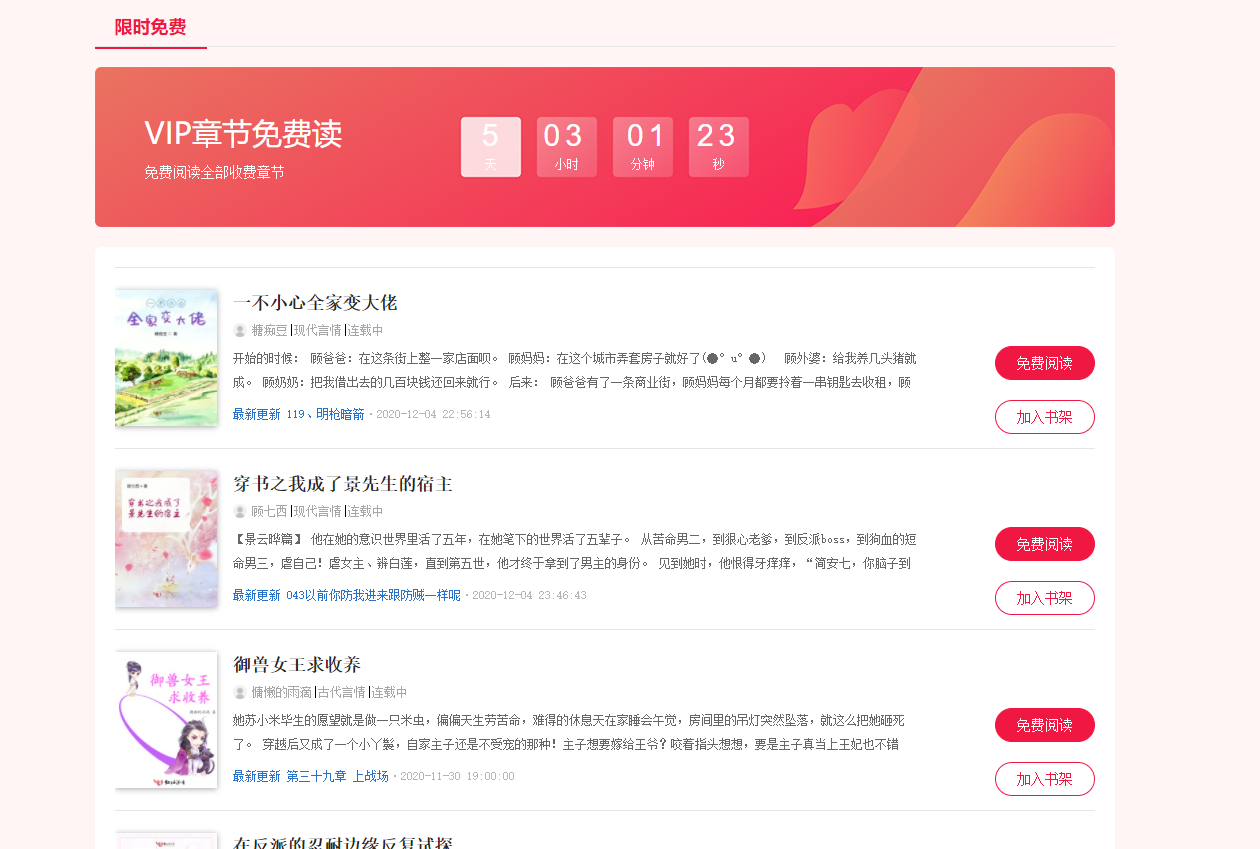 限时免费
VIP章节免费读
免费阅读全部收费章节
5 03 01 23
天 小时 分钟 秒
一不小心全家变大佬
糖痴豆|现代言情|连载中
开始的时候： 顾爸爸：在这条街上整一家店面呗。 顾妈妈：在这个城市弄套房子就好了(●°u°●)  顾外婆：给我养几头猪就
成。 顾奶奶：把我借出去的几百块钱还回来就行。 后来： 顾爸爸有了一条商业街，顾妈妈每个月都要拎着一串钥匙去收租，顾
最新更新 119、明枪暗箭 · 2020-12-04 22:56:14
免费阅读
加入书架
全家变大佬
穿书之我成了景先生的宿主
顾七西|现代言情|连载中
【景云晔篇】 他在她的意识世界里活了五年，在她笔下的世界活了五辈子。 从苦命男二，到狠心老爹，到反派boss，到狗血的短
命男三，虐自己！虐女主、辨白莲，直到第五世，他才终于拿到了男主的身份。 见到她时，他恨得牙痒痒，“简安七，你脑子到
最新更新 043以前你防我进来跟防贼一样呢 · 2020-12-04 23:46:43
免费阅读
加入书架
穿书之我成了
景先生的宿主
御兽女王求收养
慵懒的雨滴|古代言情|连载中
她苏小米毕生的愿望就是做一只米虫，偏偏天生劳苦命，难得的休息天在家睡会午觉，房间里的吊灯突然坠落，就这么把她砸死
了。 穿越后又成了一个小丫鬟，自家主子还是不受宠的那种！主子想要嫁给王爷？咬着指头想想，要是主子真当上王妃也不错
最新更新 第三十九章 上战场 · 2020-11-30 19:00:00
免费阅读
加入书架
御兽女王
求收养
在反派的忍耐边缘反复试探